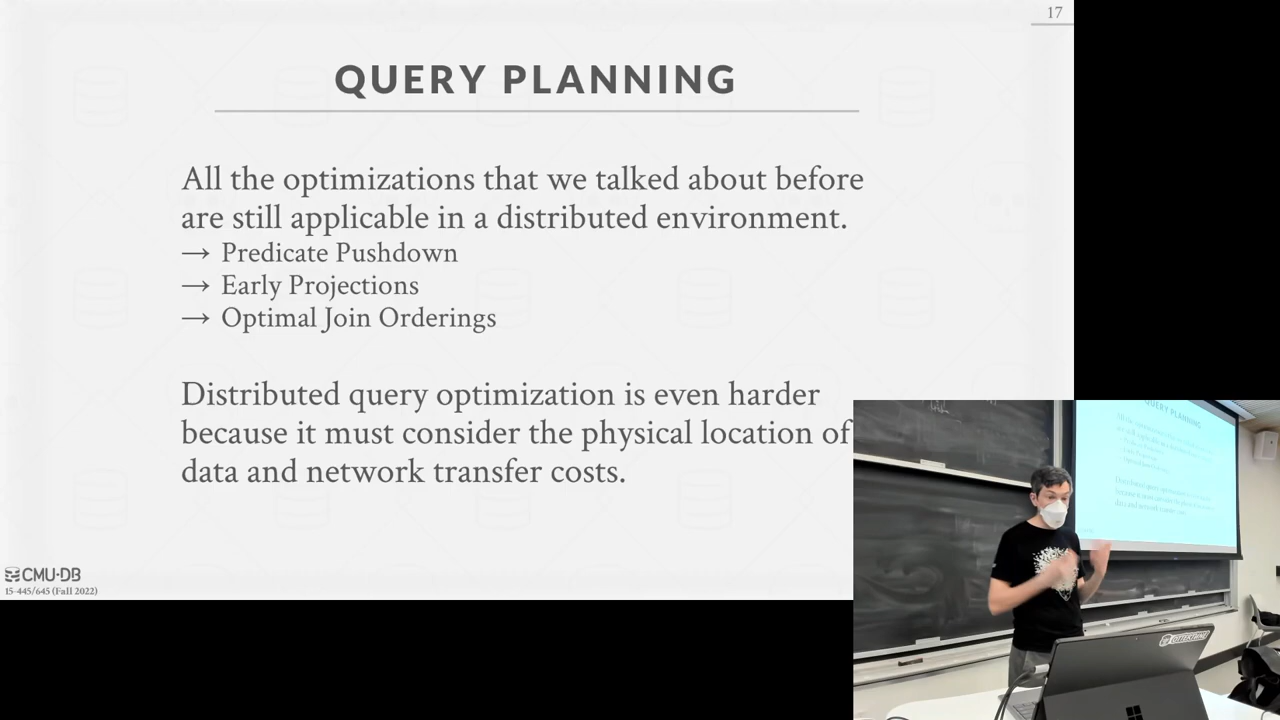 17
QUERY PLANNING
All the optimizations that we talked about before
are still applicable in a distributed environment.
→ Predicate Pushdown
→ Early Projections
→ Optimal Join Orderings
Distributed query optimization is even harder
because it must consider the physical location of
data and network transfer costs.
CMU·DB
15-445/645 (Fall 2022)
QUERY PLANNING